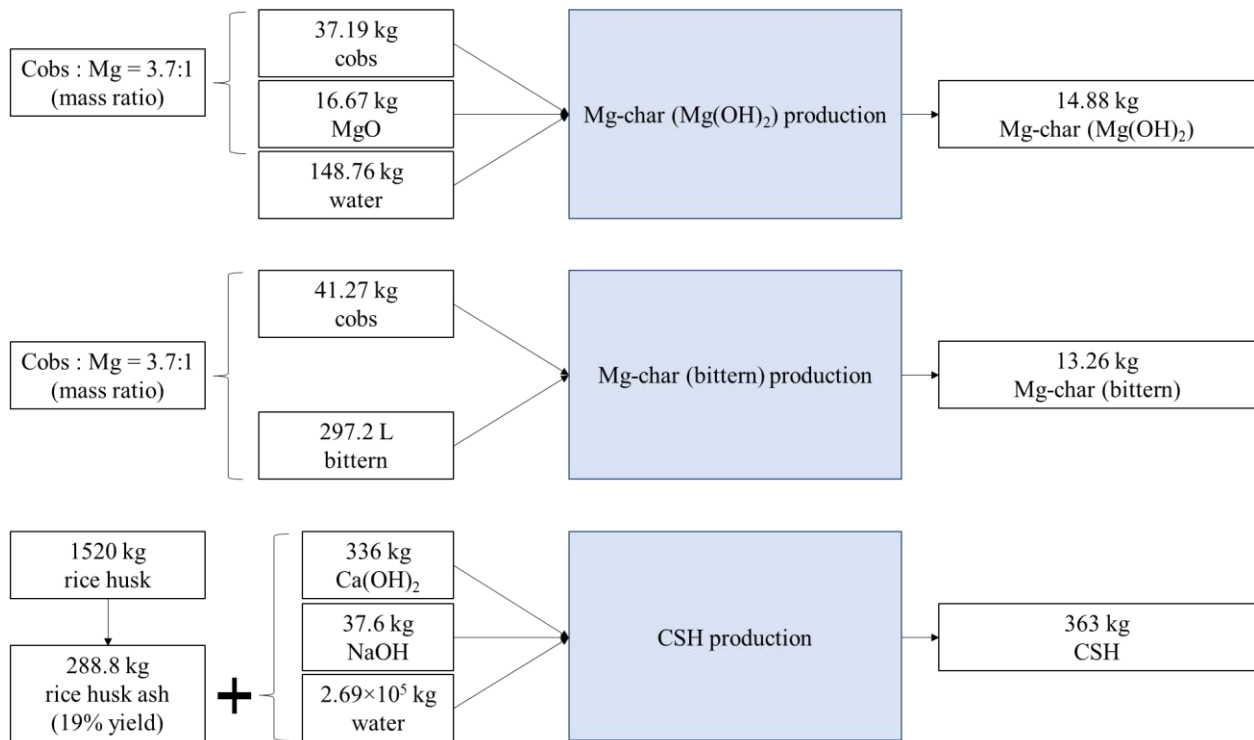 Cobs : Mg = 3.7:1
(mass ratio)
37.19 kg
cobs
16.67 kg
MgO
148.76 kg
water
Mg-char (Mg(OH)₂) production
14.88 kg
Mg-char (Mg(OH)₂)
Cobs : Mg = 3.7:1
(mass ratio)
41.27 kg
cobs
297.2 L
bittern
Mg-char (bittern) production
13.26 kg
Mg-char (bittern)
1520 kg
rice husk
288.8 kg
rice husk ash
(19% yield)
+
336 kg
Ca(OH)₂
37.6 kg
NaOH
2.69×10⁵ kg
water
CSH production
363 kg
CSH